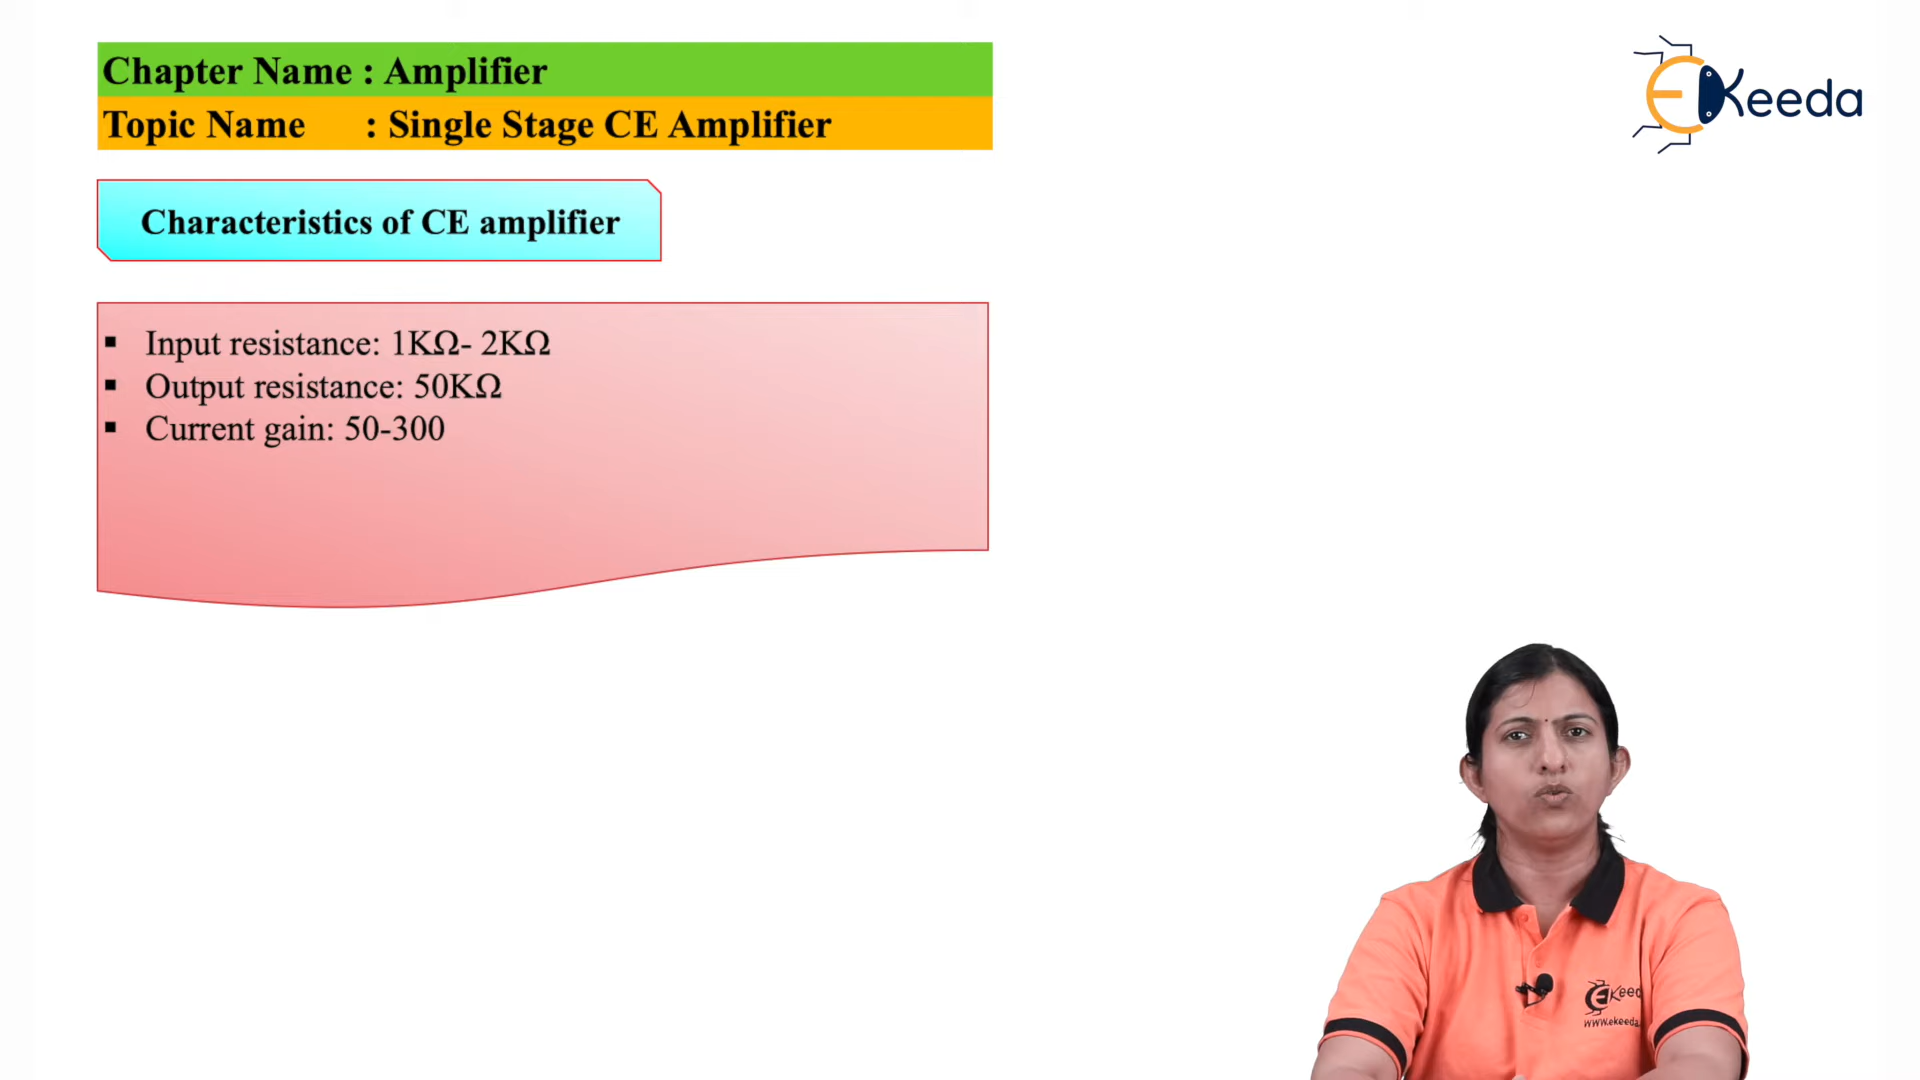 Chapter Name : Amplifier
Topic Name : Single Stage CE Amplifier
EKeeda
Characteristics of CE amplifier
▪ Input resistance: 1KΩ- 2KΩ
▪ Output resistance: 50KΩ
▪ Current gain: 50-300